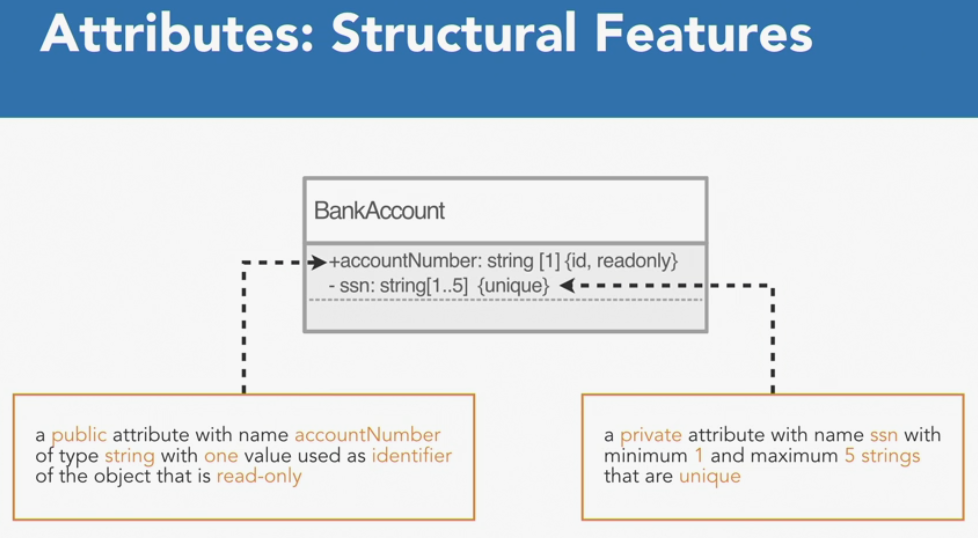 Attributes: Structural Features
BankAccount
+accountNumber: string [1] {id, readonly}
- ssn: string[1..5] {unique}
a public attribute with name accountNumber
of type string with one value used as identifier
of the object that is read-only
a private attribute with name ssn with
minimum 1 and maximum 5 strings
that are unique